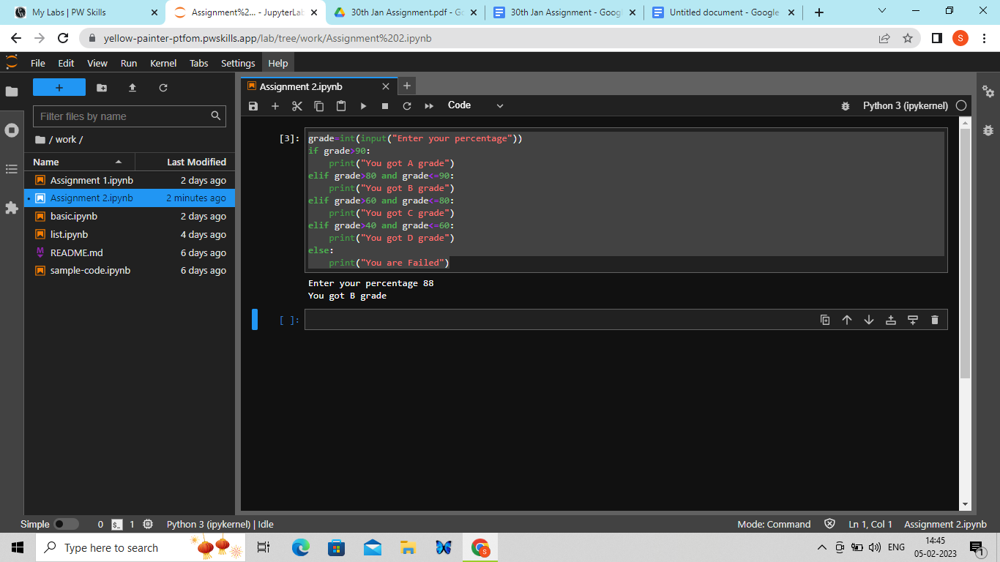 My Labs | PW Skills
Assignment%2... - JupyterLab
30th Jan Assignment.pdf - Go
30th Jan Assignment - Googl
Untitled document - Google
yellow-painter-ptfom.pwskills.app/lab/tree/work/Assignment%202.ipynb
S
File Edit View Run Kernel Tabs Settings Help
Assignment 2.ipynb
Filter files by name
Code
Python 3 (ipykernel)
/ work /
Name Last Modified
Assignment 1.ipynb 2 days ago
Assignment 2.ipynb 2 minutes ago
basic.ipynb 2 days ago
list.ipynb 4 days ago
M README.md 6 days ago
sample-code.ipynb 6 days ago
[3]: grade=int(input("Enter your percentage"))
if grade>90:
    print("You got A grade")
elif grade>80 and grade<=90:
    print("You got B grade")
elif grade>60 and grade<=80:
    print("You got C grade")
elif grade>40 and grade<=60:
    print("You got D grade")
else:
    print("You are Failed")
Enter your percentage 88
You got B grade
[ ]:
Simple 0 $_ 1 Python 3 (ipykernel) | Idle Mode: Command Ln 1, Col 1 Assignment 2.ipynb
Type here to search
S
ENG
14:45
05-02-2023
1